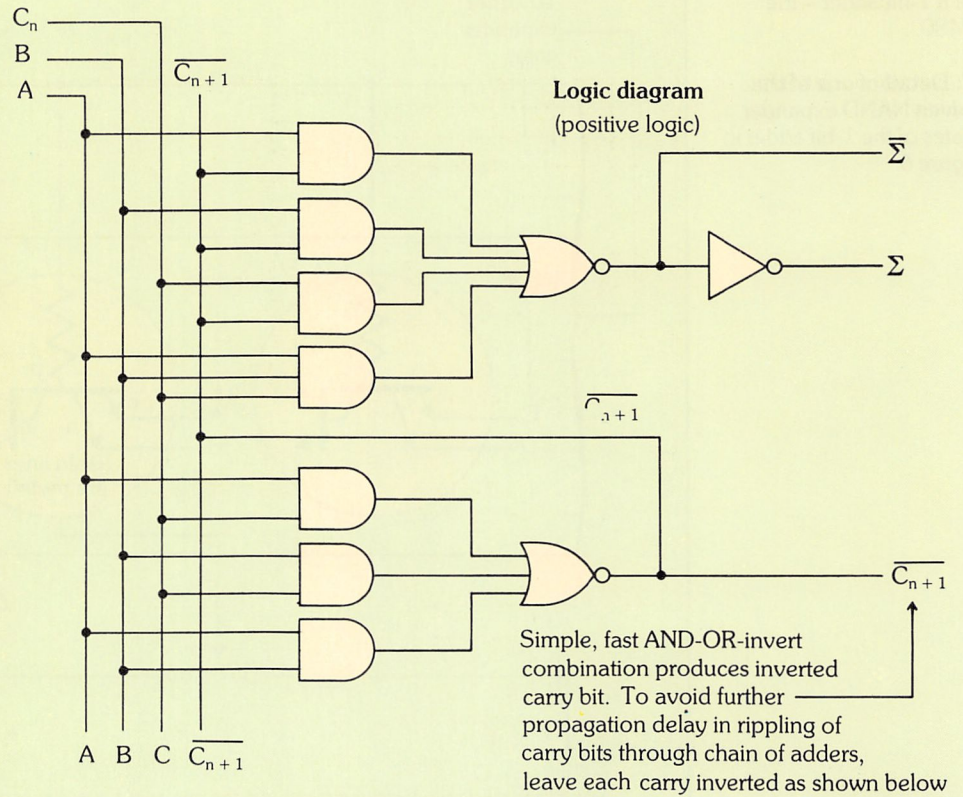 Cn
B
A
C̅n + 1
Logic diagram
(positive logic)
Σ̅
Σ
C̅n + 1
C̅n + 1
Simple, fast AND-OR-invert
combination produces inverted
carry bit. To avoid further
propagation delay in rippling of
carry bits through chain of adders,
leave each carry inverted as shown below
A B C C̅n + 1